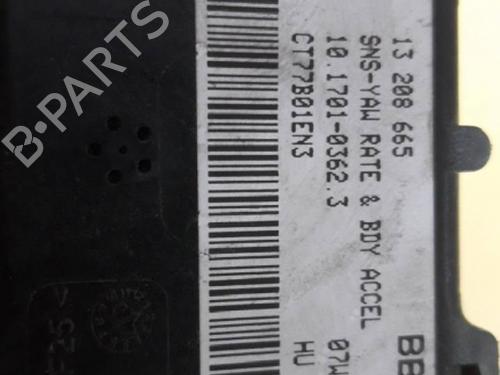 13 208 665
SNS-YAW RATE & BDY ACCEL
10.1701-0362.3
CT77B01EN3
BB
07W
HU
B-PARTS